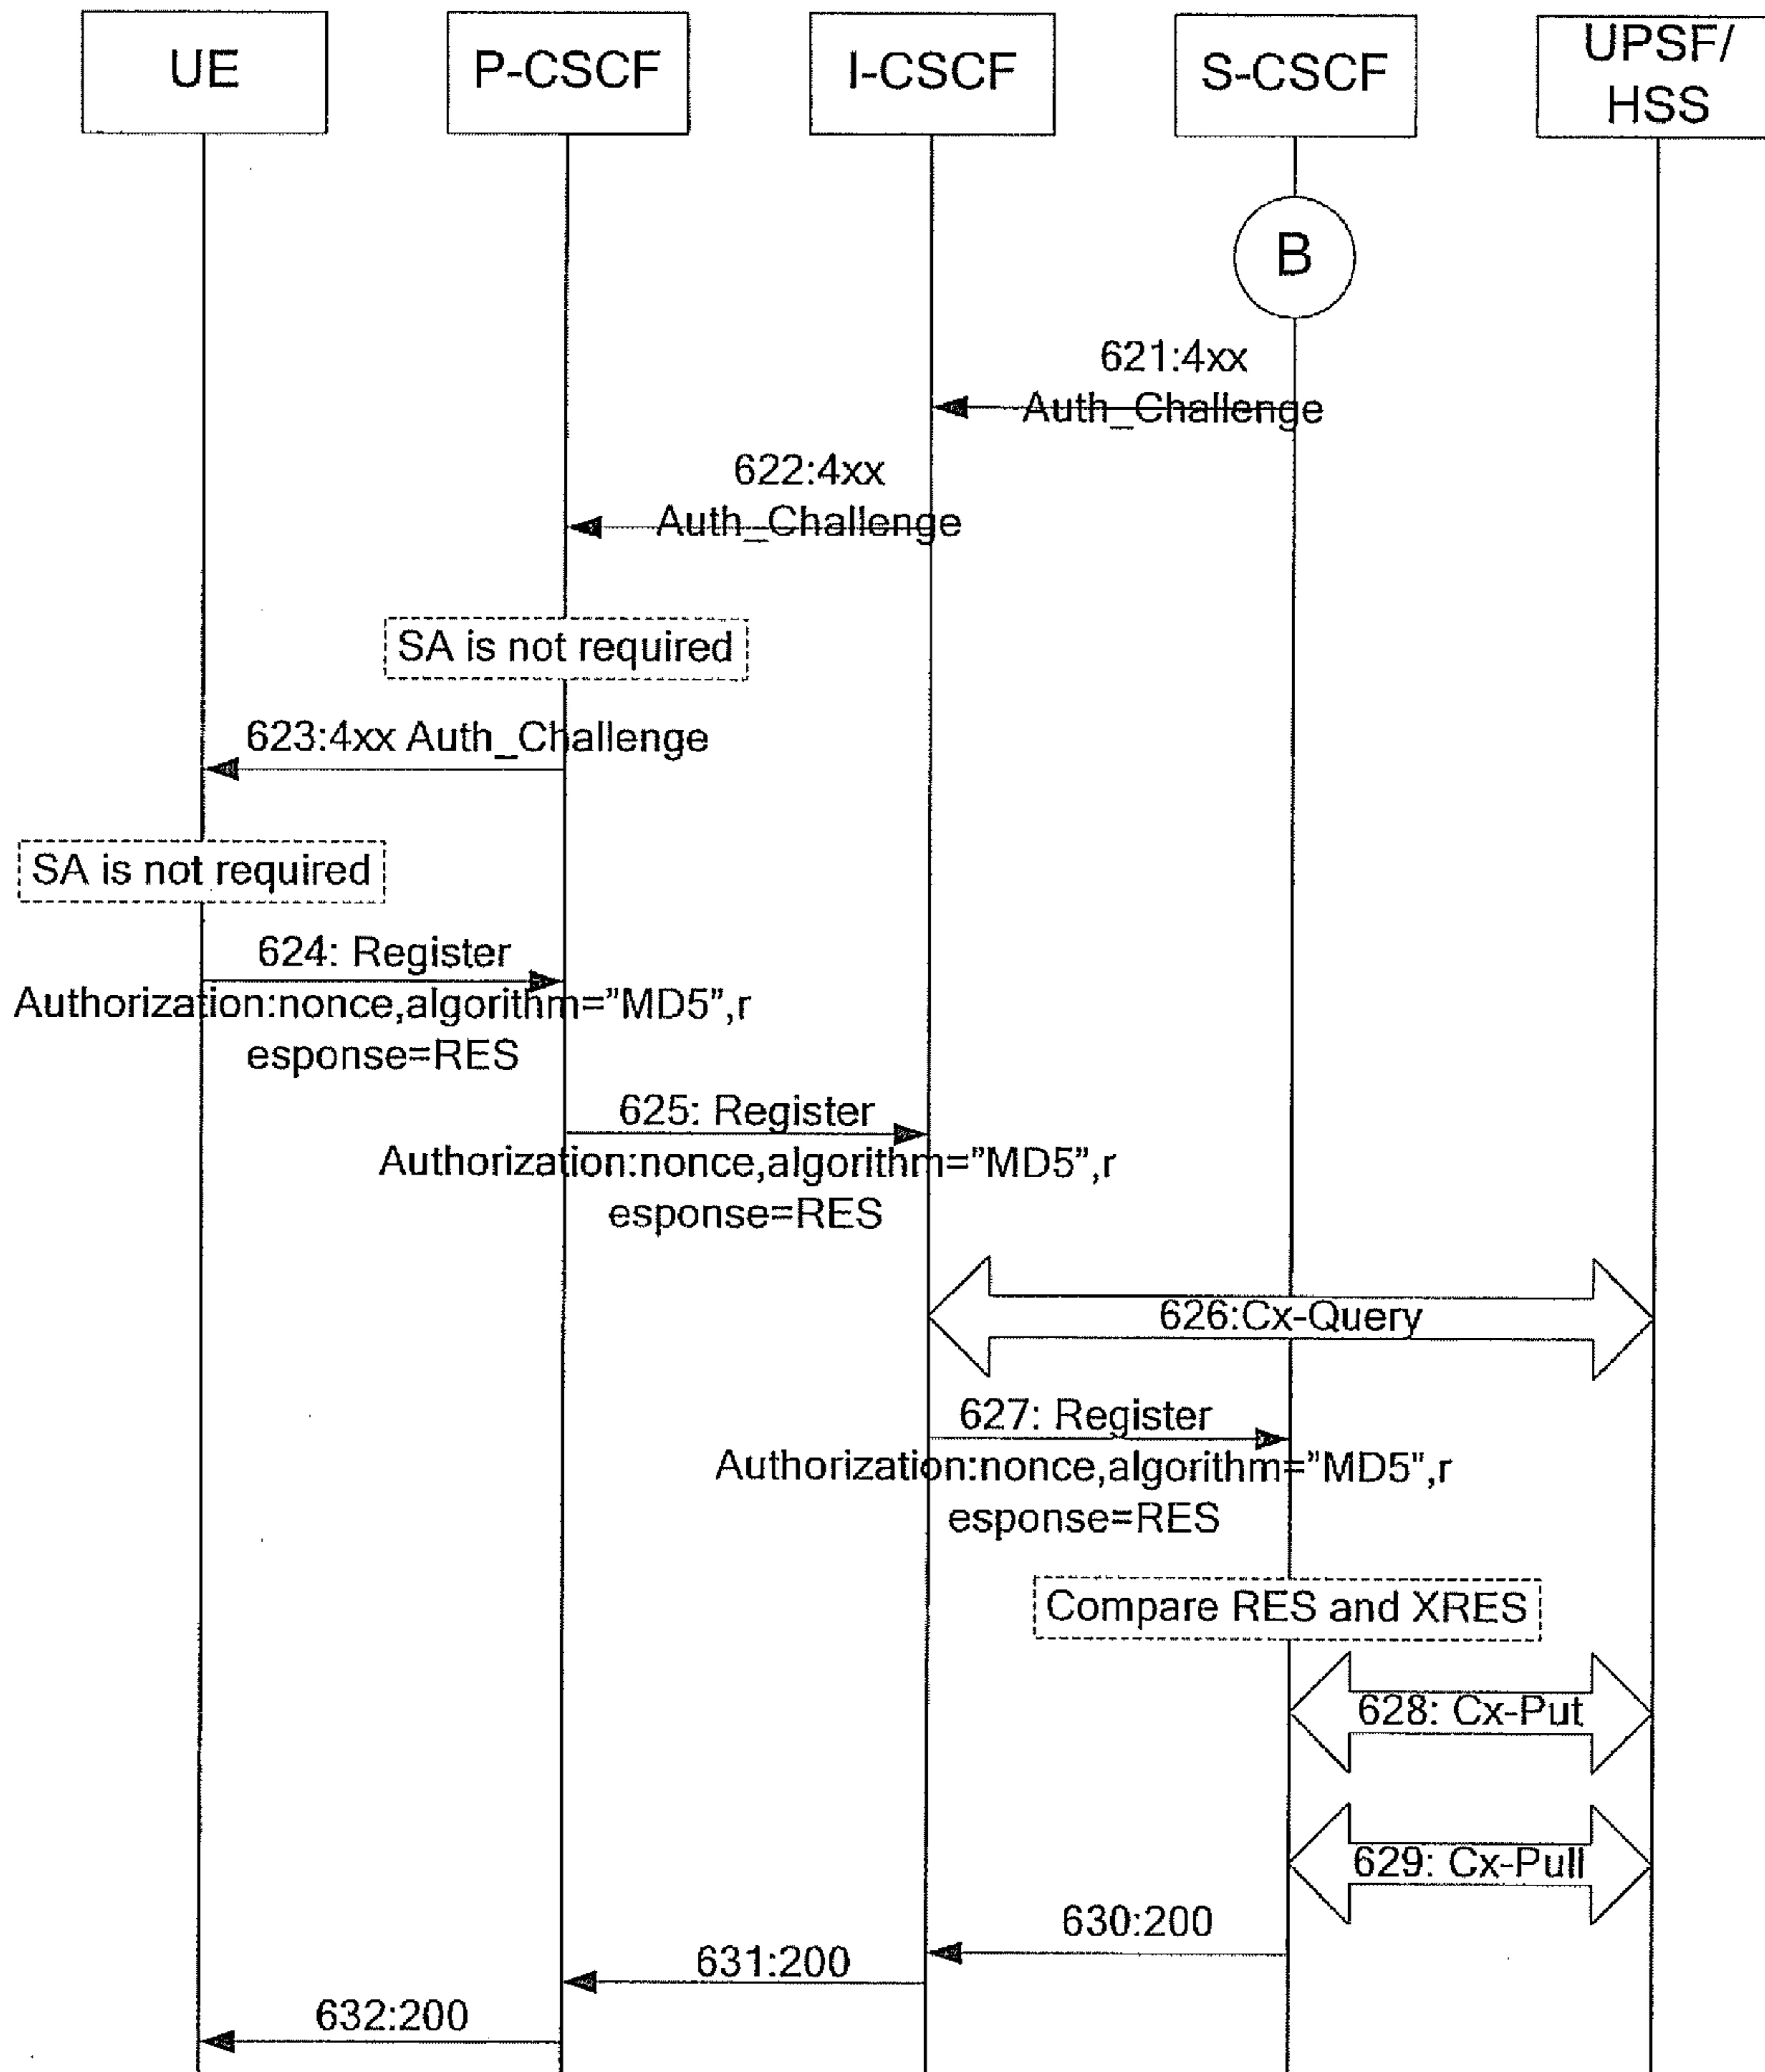 UE
P-CSCF
I-CSCF
S-CSCF
UPSF/
HSS
B
621:4xx
Auth_Challenge
622:4xx
Auth_Challenge
SA is not required
623:4xx Auth_Challenge
SA is not required
624: Register
Authorization:nonce,algorithm=”MD5”,r
esponse=RES
625: Register
Authorization:nonce,algorithm=”MD5”,r
esponse=RES
626:Cx-Query
627: Register
Authorization:nonce,algorithm=”MD5”,r
esponse=RES
Compare RES and XRES
628: Cx-Put
629: Cx-Pull
630:200
631:200
632:200